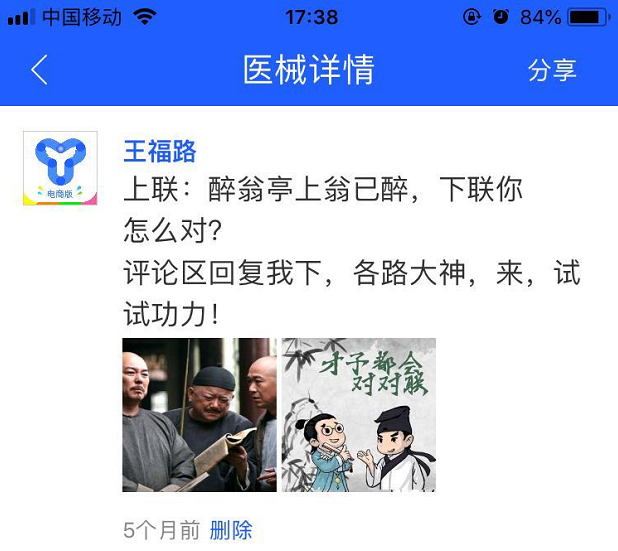 中国移动 17:38 84%
医械详情 分享
电商版
王福路
上联：醉翁亭上翁已醉，下联你
怎么对？
评论区回复我下，各路大神，来，试
试功力！
才子都会
对对联
5个月前 删除